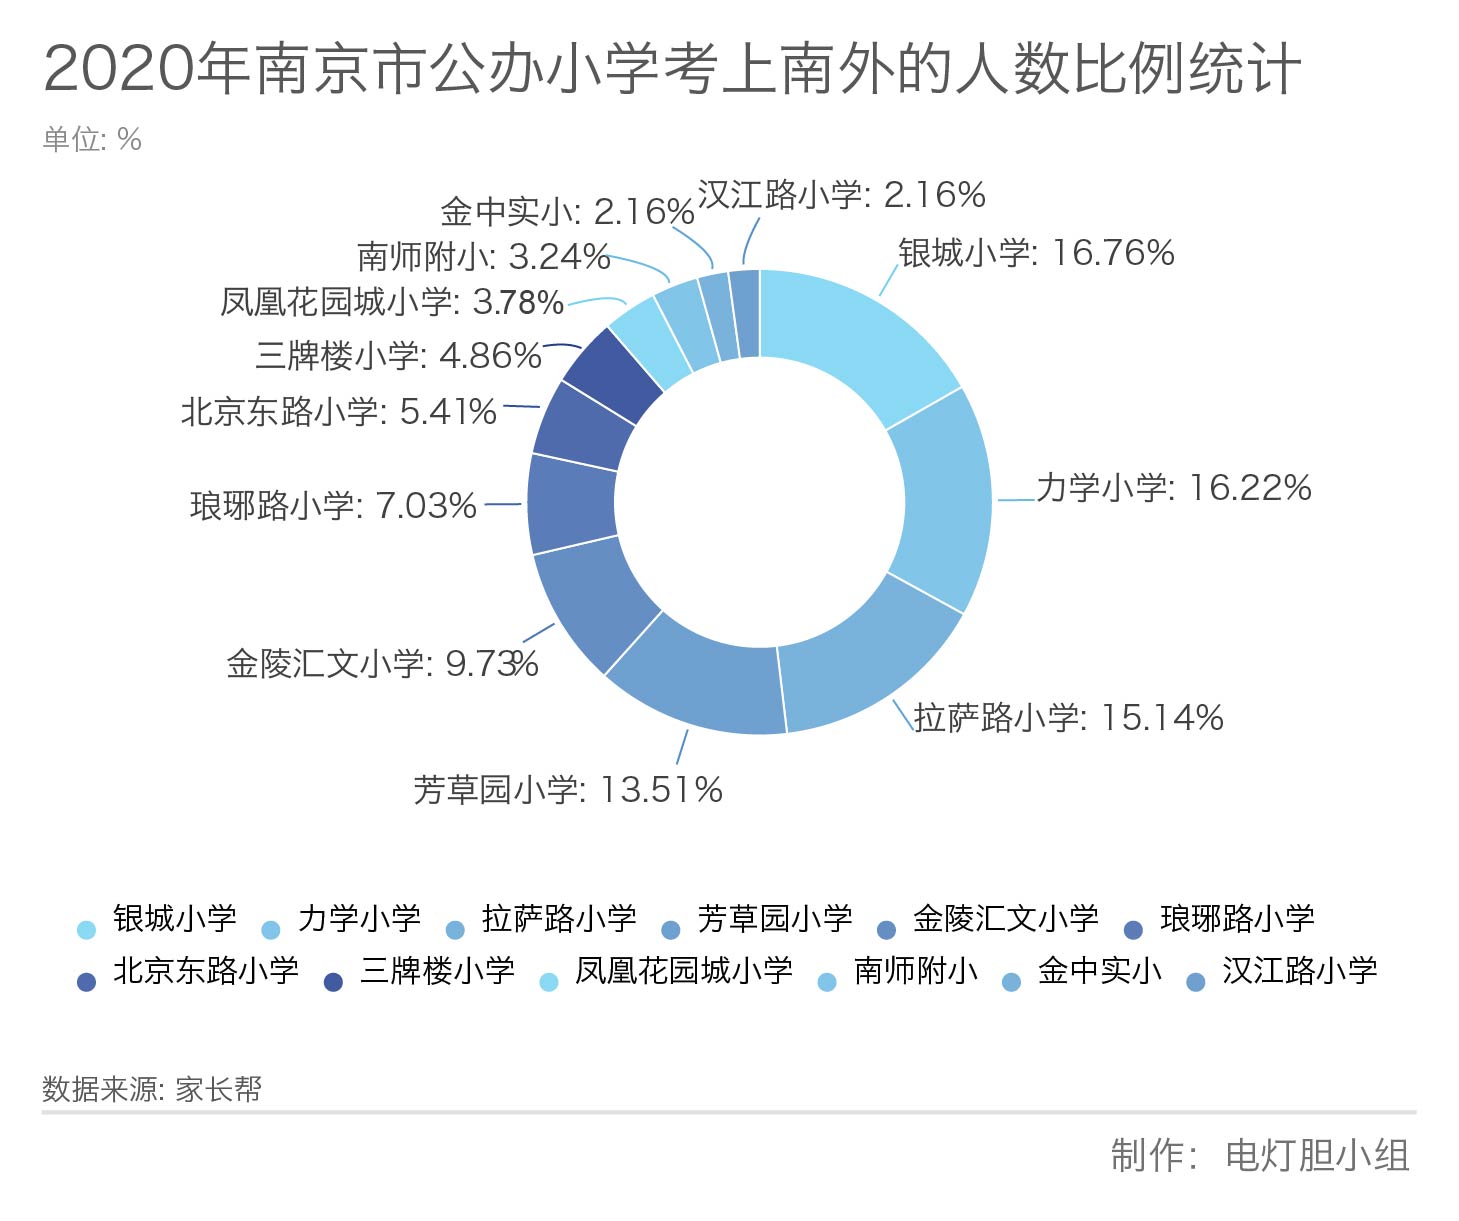 2020年南京市公办小学考上南外的人数比例统计
单位: %
汉江路小学: 2.16%
金中实小: 2.16%
银城小学: 16.76%
南师附小: 3.24%
凤凰花园城小学: 3.78%
三牌楼小学: 4.86%
北京东路小学: 5.41%
力学小学: 16.22%
琅琊路小学: 7.03%
金陵汇文小学: 9.73%
拉萨路小学: 15.14%
芳草园小学: 13.51%
银城小学 力学小学 拉萨路小学 芳草园小学 金陵汇文小学 琅琊路小学
北京东路小学 三牌楼小学 凤凰花园城小学 南师附小 金中实小 汉江路小学
数据来源: 家长帮
制作：电灯胆小组